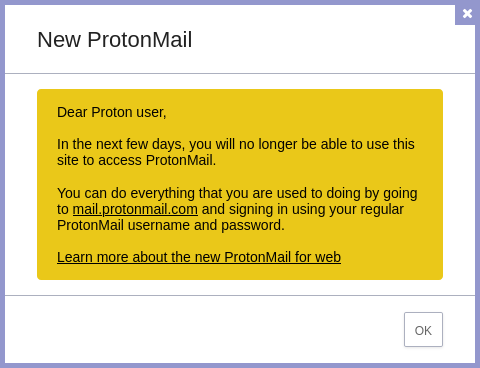 New ProtonMail
Dear Proton user,
In the next few days, you will no longer be able to use this
site to access ProtonMail.
You can do everything that you are used to doing by going
to mail.protonmail.com and signing in using your regular
ProtonMail username and password.
Learn more about the new ProtonMail for web
OK